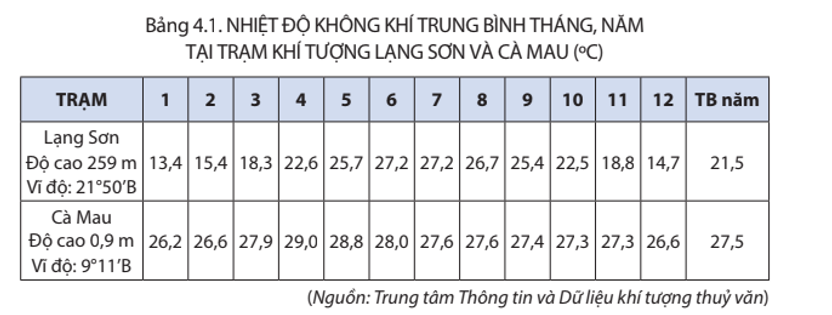 Bảng 4.1. NHIỆT ĐỘ KHÔNG KHÍ TRUNG BÌNH THÁNG, NĂM
TẠI TRẠM KHÍ TƯỢNG LẠNG SƠN VÀ CÀ MAU (ºC)
TRẠM 1 2 3 4 5 6 7 8 9 10 11 12 TB năm
Lạng Sơn
Độ cao 259 m 13,4 15,4 18,3 22,6 25,7 27,2 27,2 26,7 25,4 22,5 18,8 14,7 21,5
Vĩ độ: 21°50’B
Cà Mau
Độ cao 0,9 m 26,2 26,6 27,9 29,0 28,8 28,0 27,6 27,6 27,4 27,3 27,3 26,6 27,5
Vĩ độ: 9°11’B
(Nguồn: Trung tâm Thông tin và Dữ liệu khí tượng thuỷ văn)